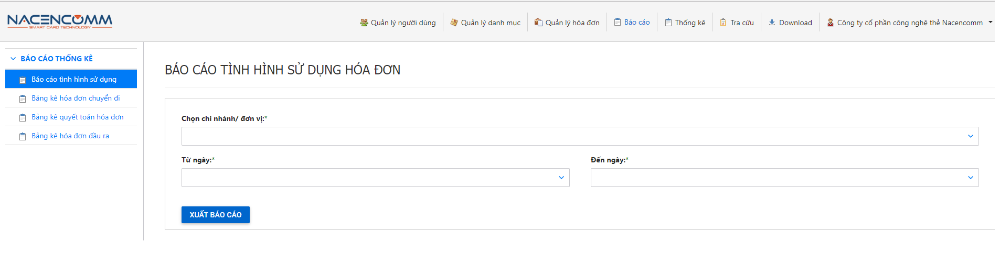 NACENCOMM
SMART CARD TECHNOLOGY
Quản lý người dùng
Quản lý danh mục
Quản lý hóa đơn
Báo cáo
Thống kê
Tra cứu
Download
Công ty cổ phần công nghệ thẻ Nacencomm
BÁO CÁO THỐNG KÊ
Báo cáo tình hình sử dụng
Bảng kê hóa đơn chuyển đi
Bảng kê quyết toán hóa đơn
Bảng kê hóa đơn đầu ra
BÁO CÁO TÌNH HÌNH SỬ DỤNG HÓA ĐƠN
Chọn chi nhánh/ đơn vị:*
Từ ngày:*
Đến ngày:*
XUẤT BÁO CÁO